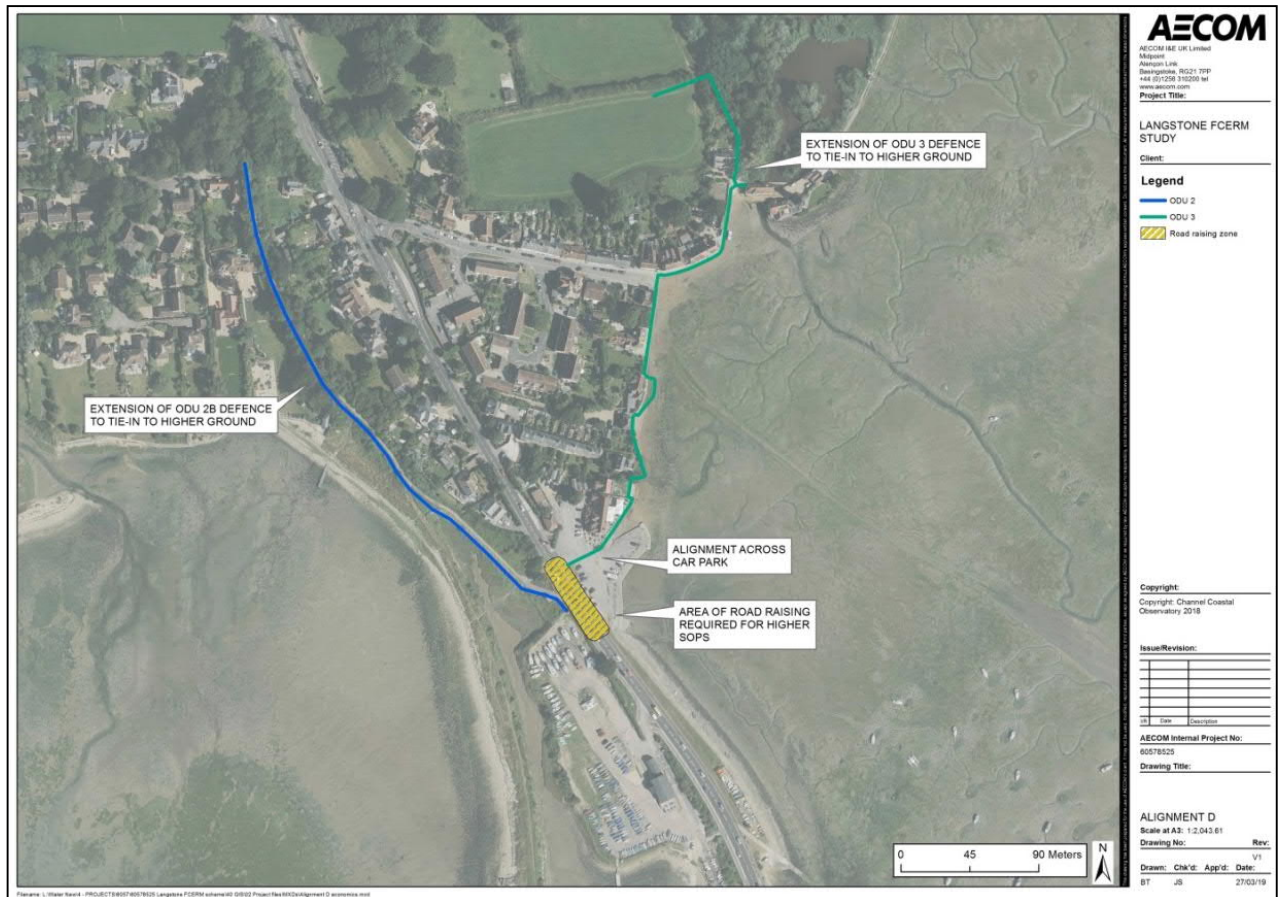 EXTENSION OF ODU 3 DEFENCE
TO TIE-IN TO HIGHER GROUND
EXTENSION OF ODU 2B DEFENCE
TO TIE-IN TO HIGHER GROUND
ALIGNMENT ACROSS
CAR PARK
AREA OF ROAD RAISING
REQUIRED FOR HIGHER
SOPS
0 45 90 Meters
N
AECOM
AECOM I&E UK Limited
Midpoint
Alençon Link
Basingstoke, RG21 7PP
+44 (0)1256 310200 tel
www.aecom.com
Project Title:
LANGSTONE FCERM
STUDY
Client:
Legend
ODU 2
ODU 3
Road raising zone
Copyright:
Copyright: Channel Coastal
Observatory 2018
Issue/Revision:
Date Description
AECOM Internal Project No:
60578525
Drawing Title:
ALIGNMENT D
Scale at A3: 1:2,043.61
Drawing No: Rev:
V1
Drawn: Chk'd: App'd: Date:
BT JS 27/03/19